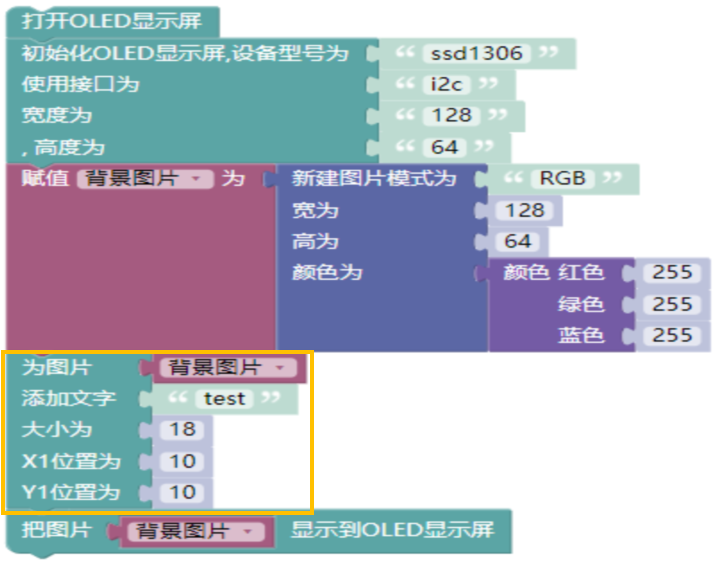 打开OLED显示屏
初始化OLED显示屏,设备型号为 “ ssd1306 ”
使用接口为 “ i2c ”
宽度为 “ 128 ”
, 高度为 “ 64 ”
赋值 背景图片 为 新建图片模式为 “ RGB ”
宽为 128
高为 64
颜色为 颜色 红色 255
绿色 255
蓝色 255
为图片 背景图片
添加文字 “ test ”
大小为 18
X1位置为 10
Y1位置为 10
把图片 背景图片 显示到OLED显示屏